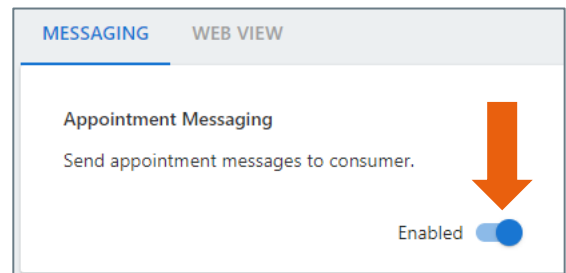 MESSAGING WEB VIEW
Appointment Messaging
Send appointment messages to consumer.
Enabled